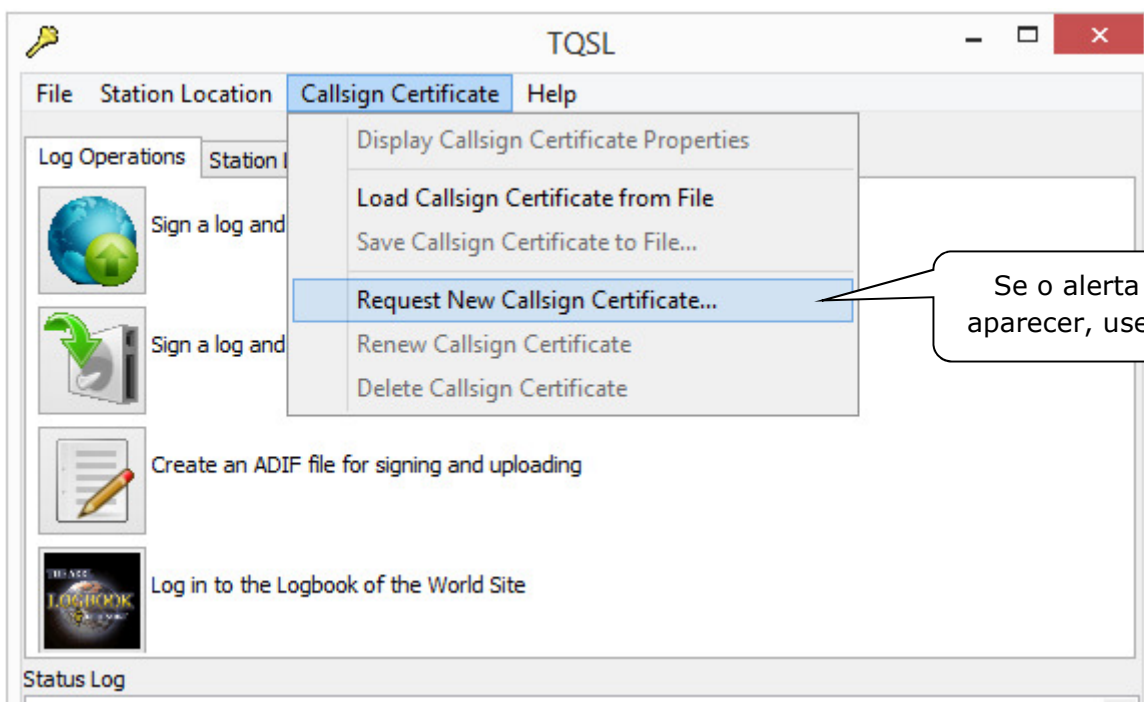 TQSL
File Station Location Callsign Certificate Help
Display Callsign Certificate Properties
Log Operations Station
Load Callsign Certificate from File
Sign a log and
Save Callsign Certificate to File...
Request New Callsign Certificate...
Se o alerta
aparecer, use
Sign a log and
Renew Callsign Certificate
Delete Callsign Certificate
Create an ADIF file for signing and uploading
LOGBOOK
Log in to the Logbook of the World Site
Status Log